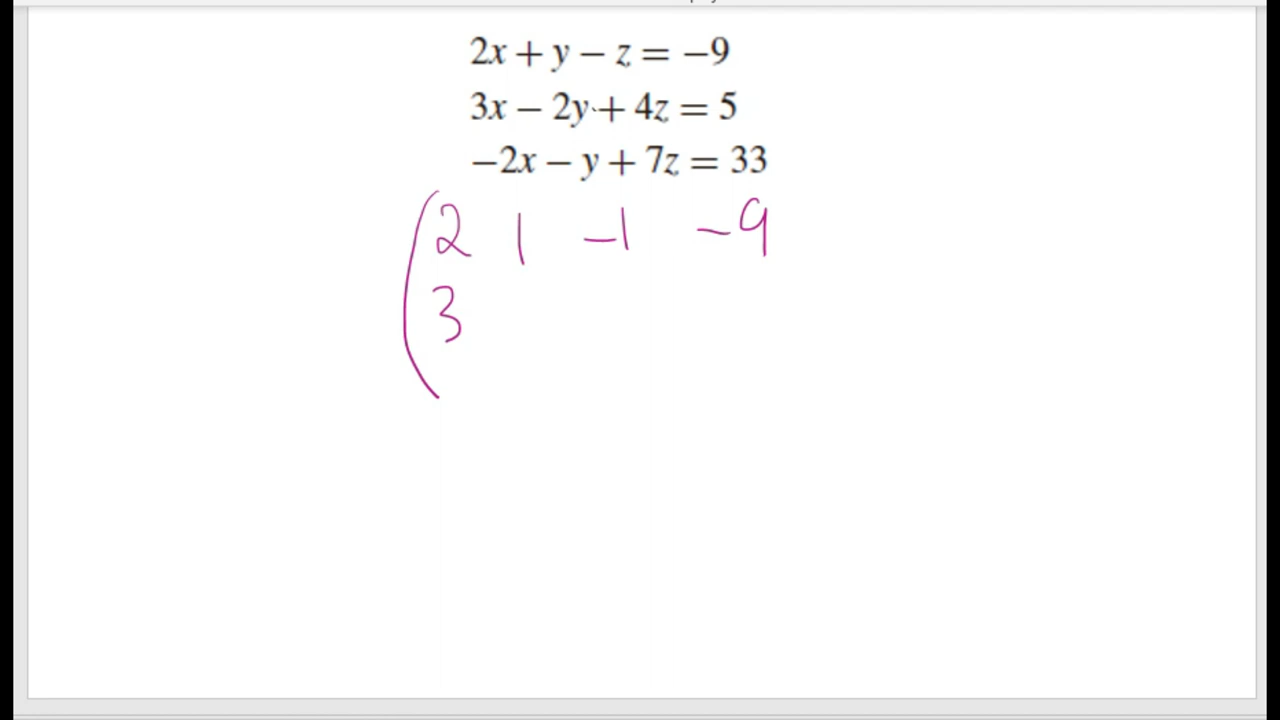 2x + y − z = −9
3x − 2y + 4z = 5
−2x − y + 7z = 33
( 2 1 −1 −9
3